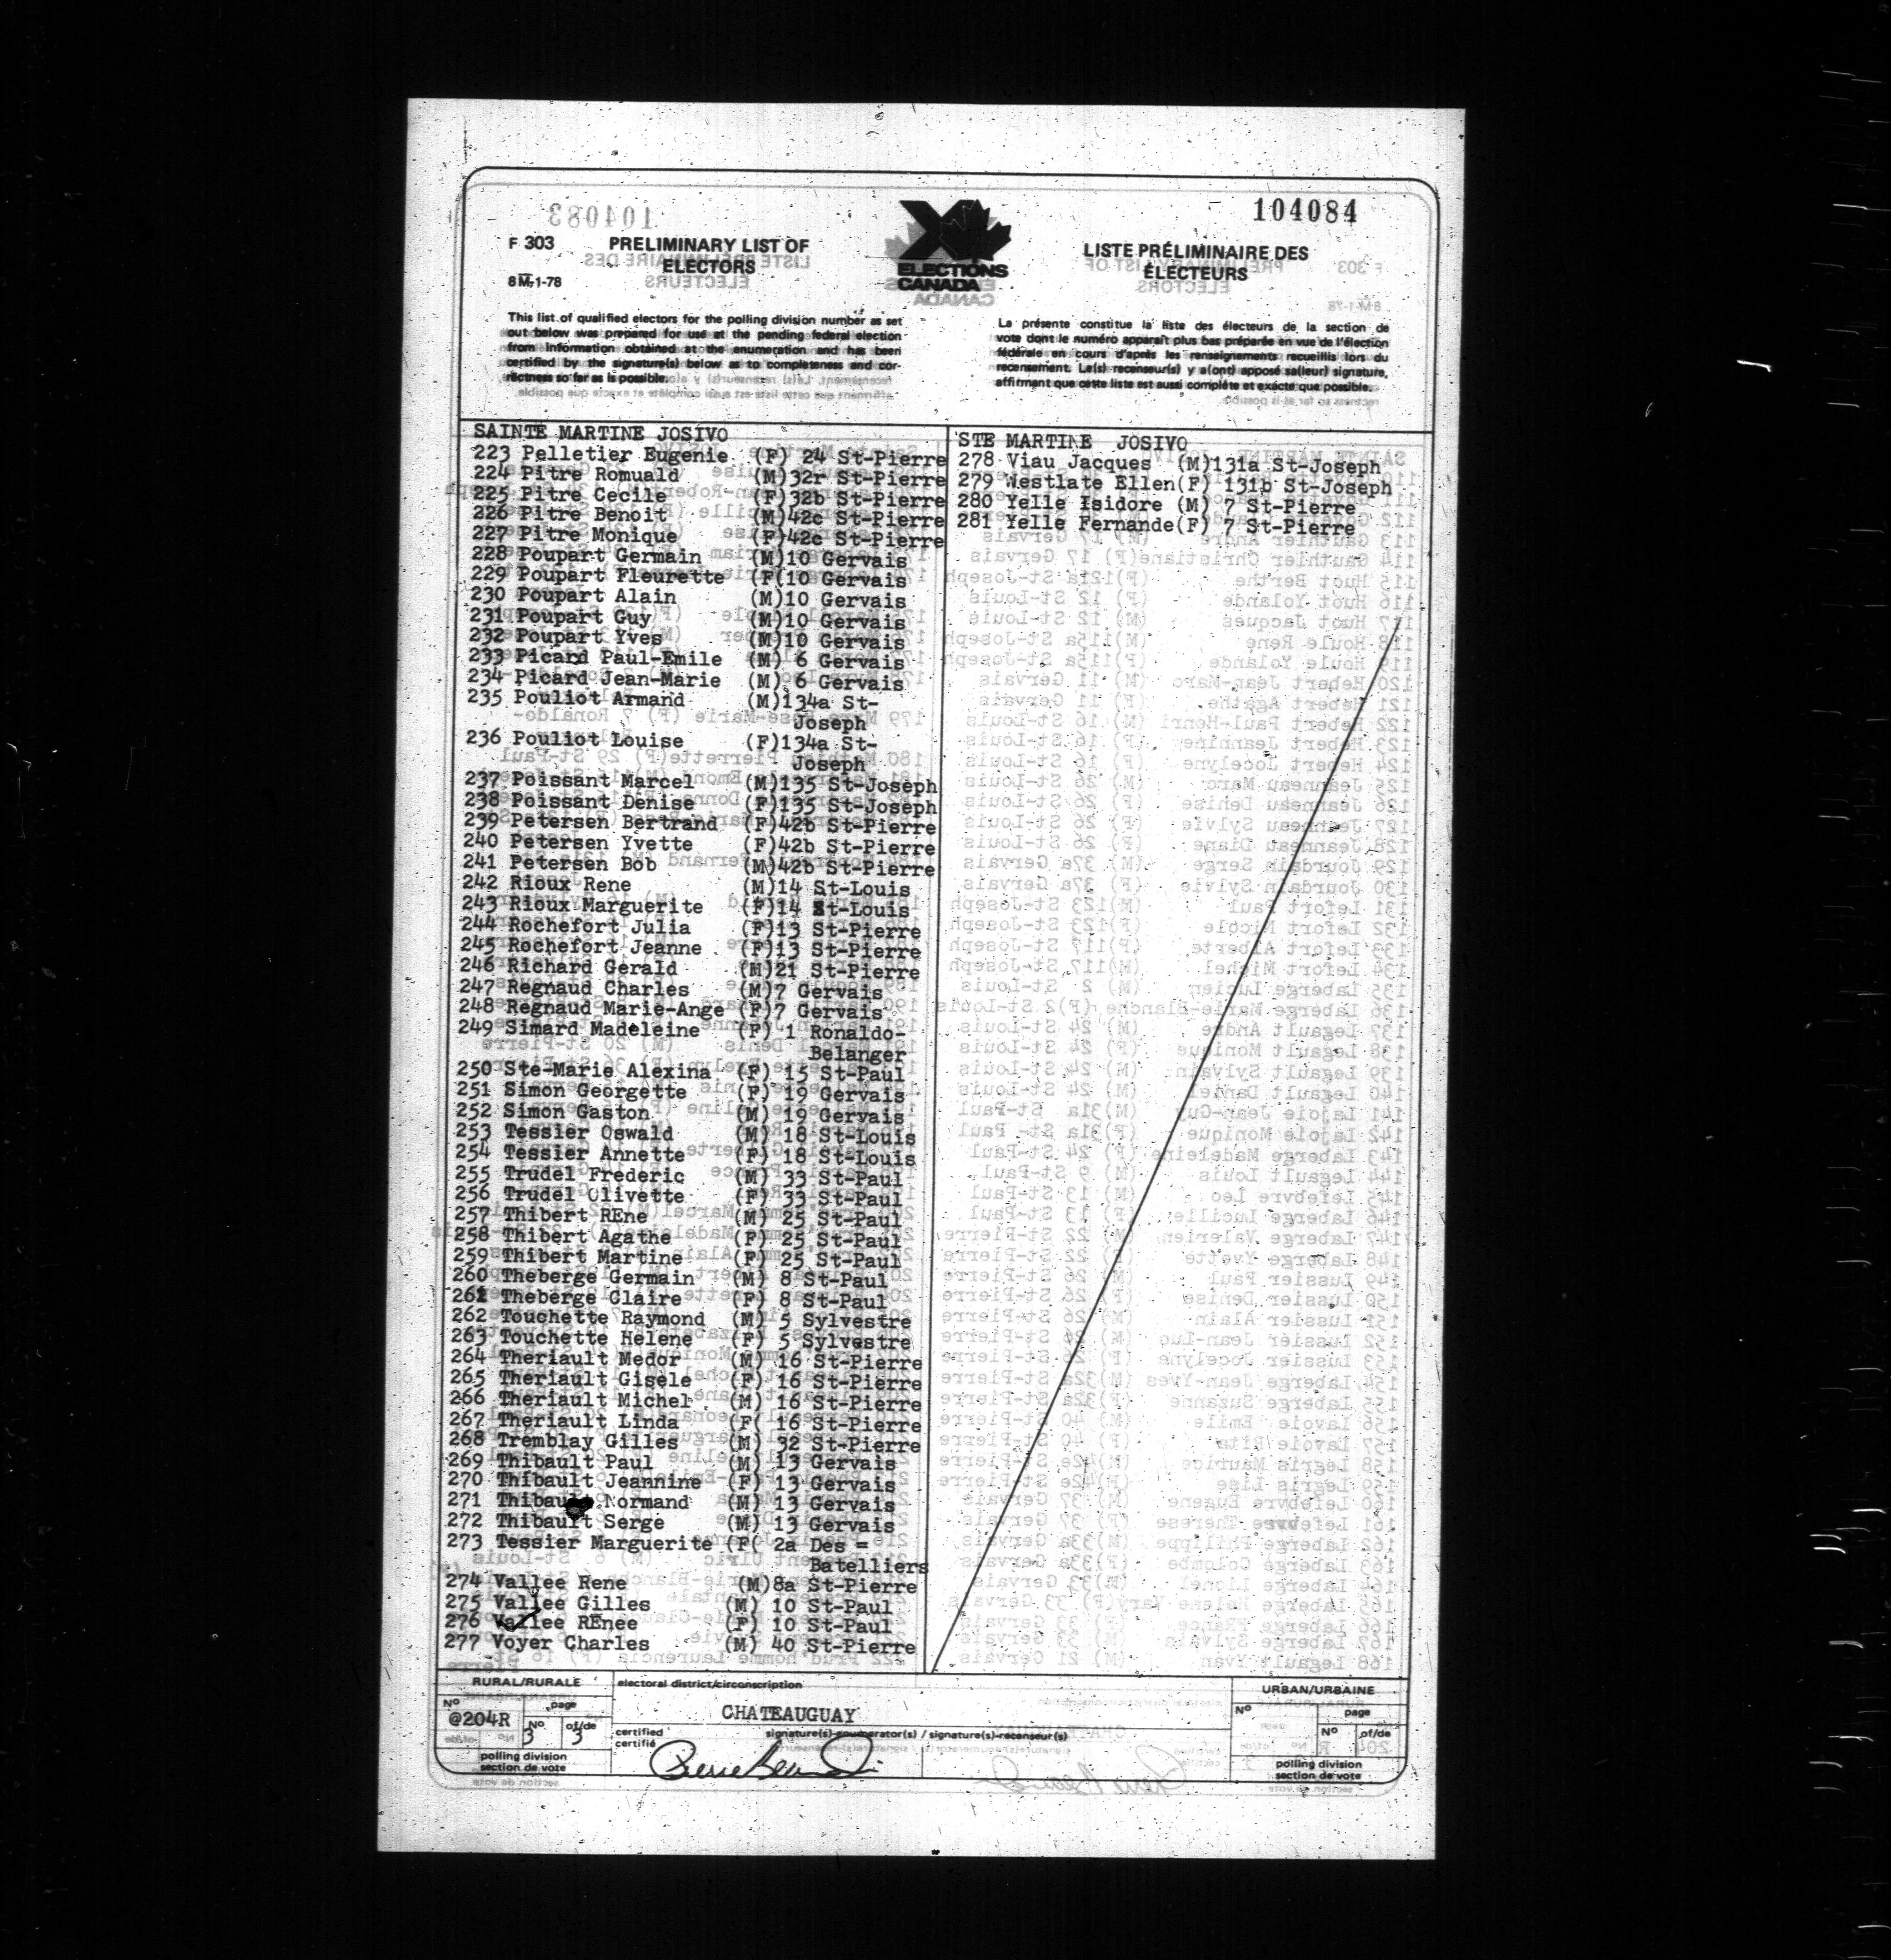 104084
F 303
PRELIMINARY LIST OF
ELECTORS
8M-1-78
ELECTIONS
CANADA
LISTE PRÉLIMINAIRE DES
ÉLECTEURS
This list of qualified electors for the polling division number as set
out below was prepared for use at the pending federal election
from information obtained at the enumeration and has been
certified by the signature(s) below as to completeness and cor-
rectness so far as is possible.
La présente constitue la liste des électeurs de la section de
vote dont le numéro apparaît plus bas préparée en vue de l'élection
fédérale en cours d'après les renseignements recueillis lors du
recensement. Le(s) recenseur(s) y a(ont) apposé sa(leur) signature,
affirmant que cette liste est aussi complète et exacte que possible.
SAINTE MARTINE JOSIVO
223 Pelletier Eugenie (F) 24 St-Pierre
224 Pitre Romuald (M)32r St-Pierre
225 Pitre Cecile (F)32b St-Pierre
226 Pitre Benoit (M)42c St-Pierre
227 Pitre Monique (F)42c St-Pierre
228 Poupart Germain (M)10 Gervais
229 Poupart Fleurette (F(10 Gervais
230 Poupart Alain (M)10 Gervais
231 Poupart Guy (M)10 Gervais
232 Poupart Yves (M)10 Gervais
233 Picard Paul-Emile (M) 6 Gervais
234 Picard Jean-Marie (M) 6 Gervais
235 Pouliot Armand (M)134a St-
Joseph
236 Pouliot Louise (F)134a St-
Joseph
237 Poissant Marcel (M)135 St-Joseph
238 Poissant Denise (F)135 St-Joseph
239 Petersen Bertrand (F)42b St-Pierre
240 Petersen Yvette (F)42b St-Pierre
241 Petersen Bob (M)42b St-Pierre
242 Rioux Rene (M)14 St-Louis
243 Rioux Marguerite (F)14 St-Louis
244 Rochefort Julia (F)13 St-Pierre
245 Rochefort Jeanne (F)13 St-Pierre
246 Richard Gerald (M)21 St-Pierre
247 Regnaud Charles (M)7 Gervais
248 Regnaud Marie-Ange (F)7 Gervais
249 Simard Madeleine (F) 1 Ronaldo-
Belanger
250 Ste-Marie Alexina (F) 15 St-Paul
251 Simon Georgette (F) 19 Gervais
252 Simon Gaston (M) 19 Gervais
253 Tessier Oswald (M) 18 St-Louis
254 Tessier Annette (F) 18 St-Louis
255 Trudel Frederic (M) 33 St-Paul
256 Trudel Olivette (F) 33 St-Paul
257 Thibert REne (M) 25 St-Paul
258 Thibert Agathe (F) 25 St-Paul
259 Thibert Martine (F) 25 St-Paul
260 Theberge Germain (M) 8 St-Paul
261 Theberge Claire (F) 8 St-Paul
262 Touchette Raymond (M) 5 Sylvestre
263 Touchette Helene (F) 5 Sylvestre
264 Theriault Medor (M) 16 St-Pierre
265 Theriault Gisele (F) 16 St-Pierre
266 Theriault Michel (M) 16 St-Pierre
267 Theriault Linda (F( 16 St-Pierre
268 Tremblay Gilles (M) 32 St-Pierre
269 Thibault Paul (M) 13 Gervais
270 Thibault Jeannine (F) 13 Gervais
271 Thibault Normand (M) 13 Gervais
272 Thibault Serge (M) 13 Gervais
273 Tessier Marguerite (F( 2a Des =
Batelliers
274 Vallee Rene (M)8a St-Pierre
275 Vallee Gilles (M) 10 St-Paul
276 Vallee REnee (F) 10 St-Paul
277 Voyer Charles (M) 40 St-Pierre
STE MARTINE JOSIVO
278 Viau Jacques (M)131a St-Joseph
279 Westlate Ellen(F) 131b St-Joseph
280 Yelle Isidore (M) 7 St-Pierre
281 Yelle Fernande(F) 7 St-Pierre
RURAL/RURALE
No page
@204R No 3 of/de 3
polling division
section de vote
electoral district/circonscription
CHATEAUGUAY
certified
certifié
signature(s)-enumerator(s) / signature(s)-recenseur(s)
URBAN/URBAINE
No page
No of/de
polling division
section de vote